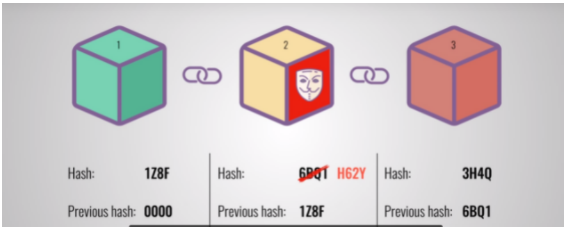 1
2
3
Hash: 1Z8F
Previous hash: 0000
Hash: 6BQ1 H62Y
Previous hash: 1Z8F
Hash: 3H4Q
Previous hash: 6BQ1